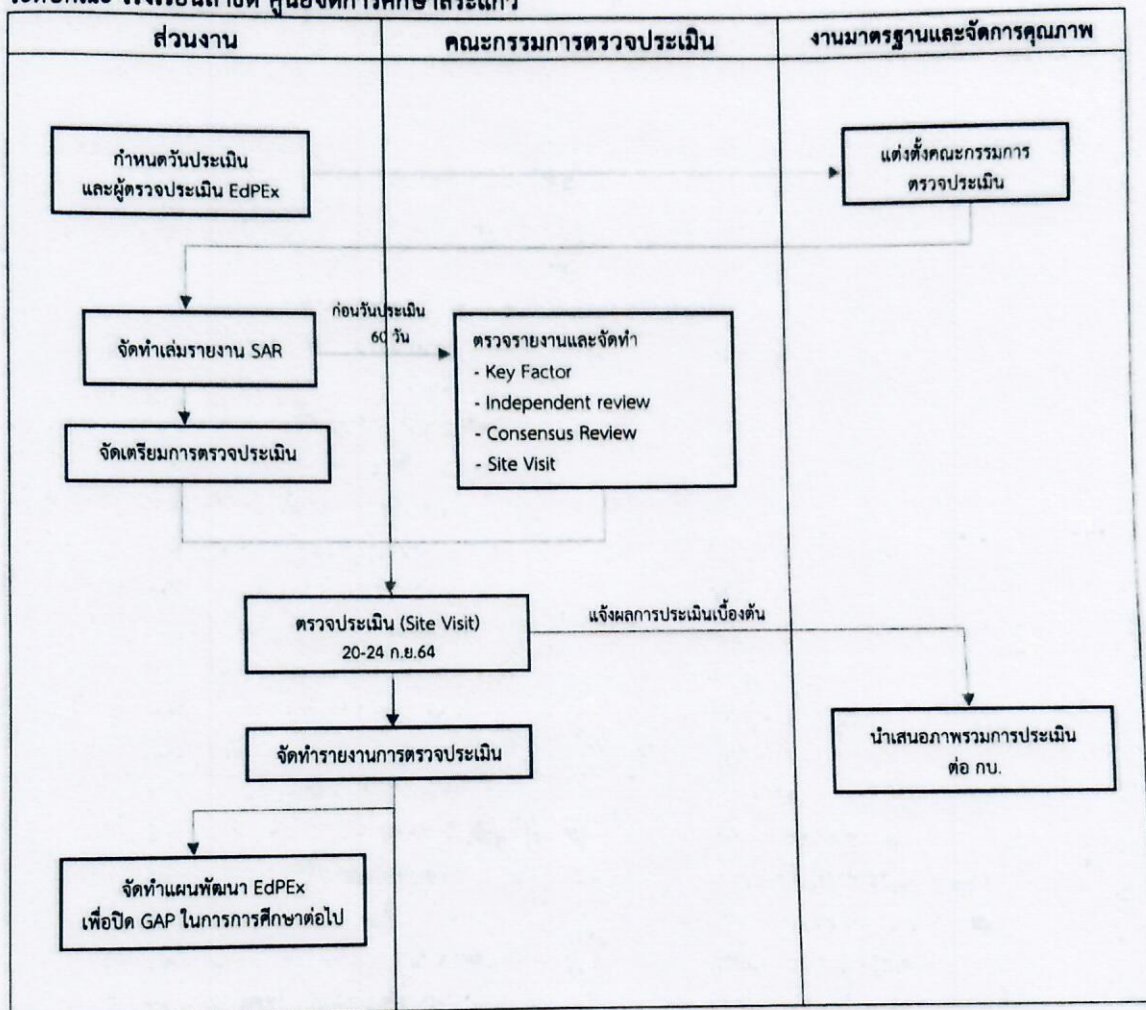 ส่วนงาน
คณะกรรมการตรวจประเมิน
งานมาตรฐานและจัดการคุณภาพ
กำหนดวันประเมิน
และผู้ตรวจประเมิน EdPEx
แต่งตั้งคณะกรรมการ
ตรวจประเมิน
จัดทำเล่มรายงาน SAR
ก่อนวันประเมิน
60 วัน
ตรวจรายงานและจัดทำ
- Key Factor
- Independent review
- Consensus Review
- Site Visit
จัดเตรียมการตรวจประเมิน
ตรวจประเมิน (Site Visit)
20-24 ก.ย.64
แจ้งผลการประเมินเบื้องต้น
จัดทำรายงานการตรวจประเมิน
นำเสนอภาพรวมการประเมิน
ต่อ กบ.
จัดทำแผนพัฒนา EdPEx
เพื่อปิด GAP ในการการศึกษาต่อไป